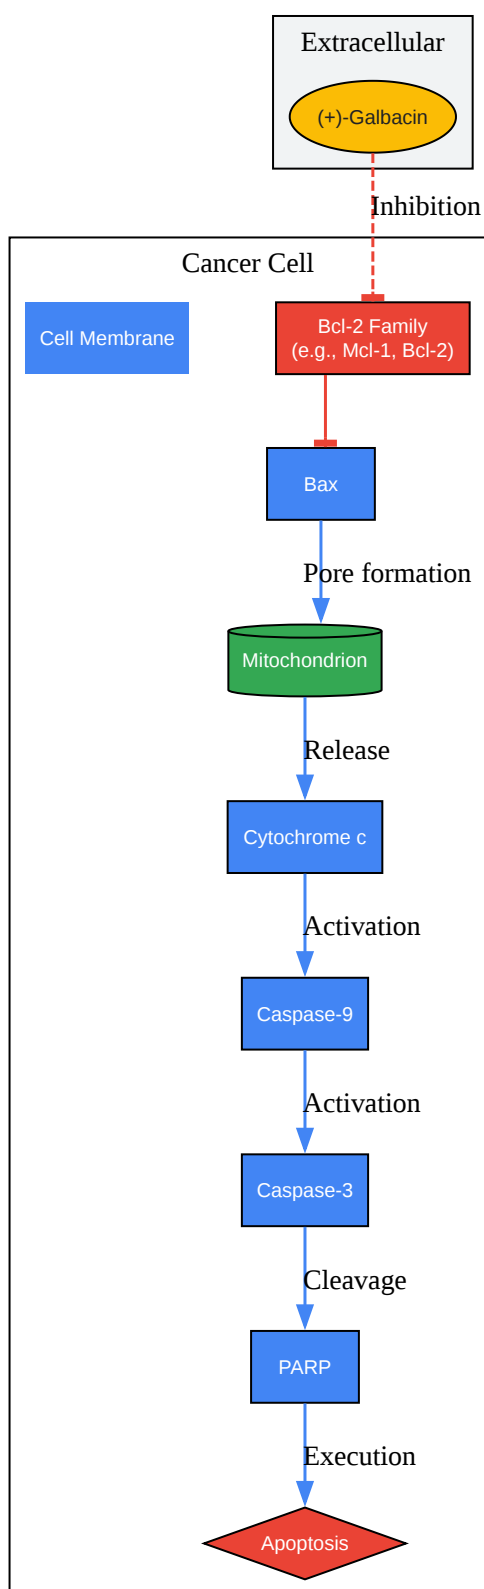 Extracellular
(+)-Galbacin
Inhibition
Cancer Cell
Cell Membrane
Bcl-2 Family
(e.g., Mcl-1, Bcl-2)
Bax
Pore formation
Mitochondrion
Release
Cytochrome c
Activation
Caspase-9
Activation
Caspase-3
Cleavage
PARP
Execution
Apoptosis